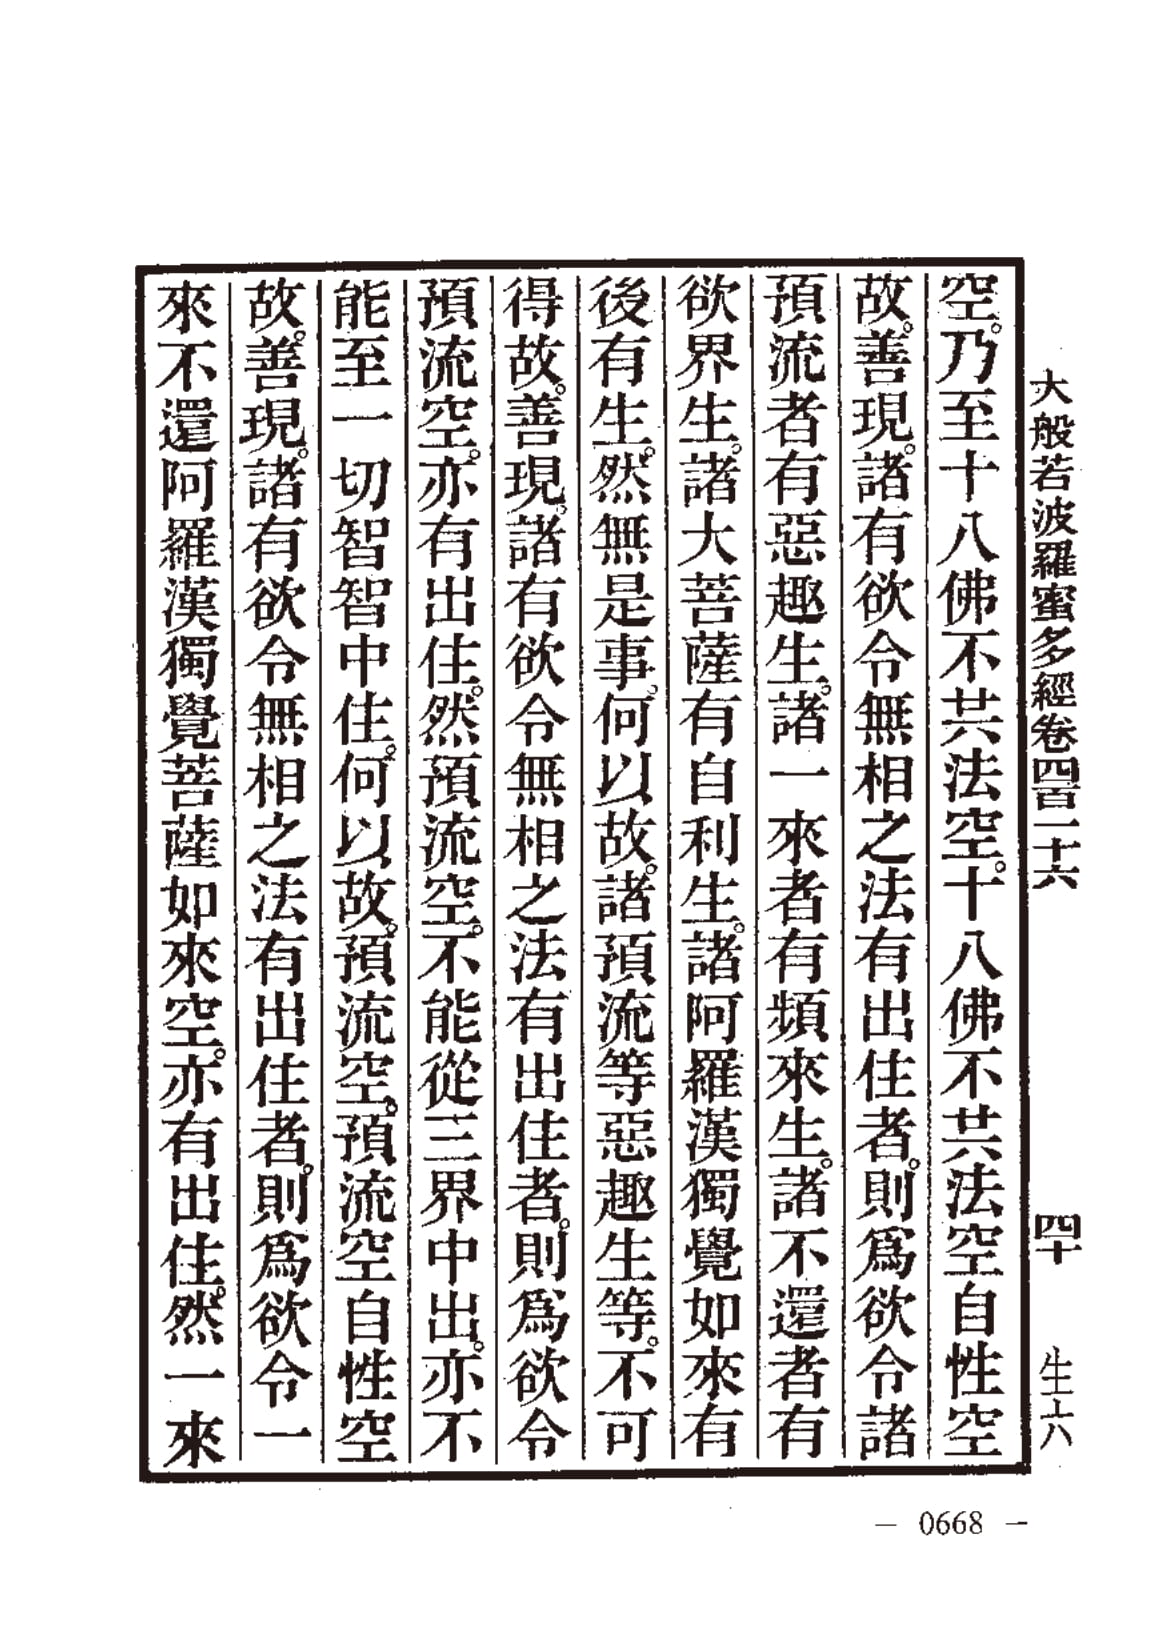 大般若波羅蜜多經卷四百一十六　四十　生六
空。乃至十八佛不共法空。十八佛不共法空自性空
故。善現。諸有欲令無相之法有出住者。則爲欲令諸
預流者有惡趣生。諸一來者有頻來生。諸不還者有
欲界生。諸大菩薩有自利生。諸阿羅漢獨覺如來有
後有生。然無是事。何以故。諸預流等惡趣生等。不可
得故。善現。諸有欲令無相之法有出住者。則爲欲令
預流空。亦有出住。然預流空。不能從三界中出。亦不
能至一切智智中住。何以故。預流空。預流空自性空
故。善現。諸有欲令無相之法有出住者。則爲欲令一
來不還阿羅漢獨覺菩薩如來空。亦有出住。然一來
— 0668 —